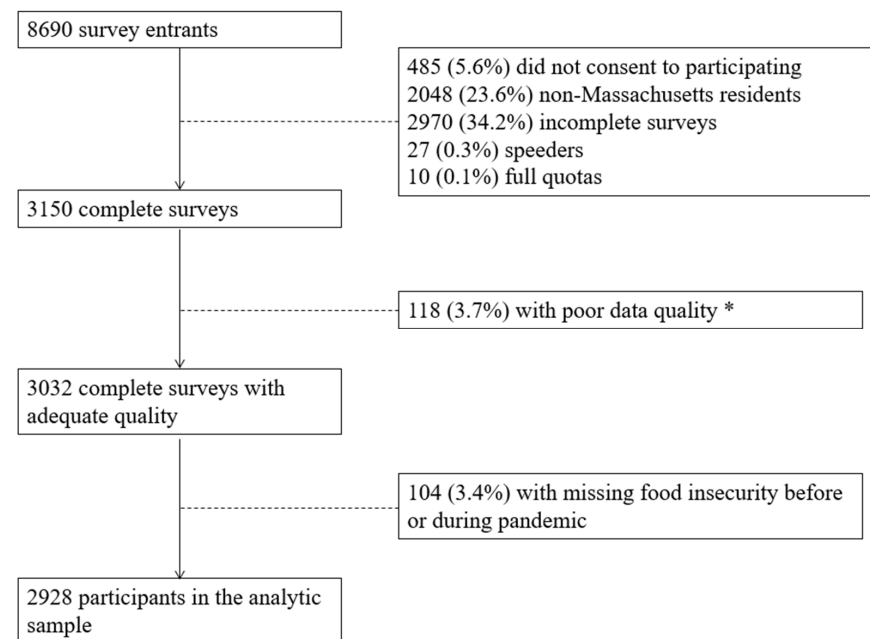 8690 survey entrants
485 (5.6%) did not consent to participating
2048 (23.6%) non-Massachusetts residents
2970 (34.2%) incomplete surveys
27 (0.3%) speeders
10 (0.1%) full quotas
3150 complete surveys
118 (3.7%) with poor data quality *
3032 complete surveys with
adequate quality
104 (3.4%) with missing food insecurity before
or during pandemic
2928 participants in the analytic
sample